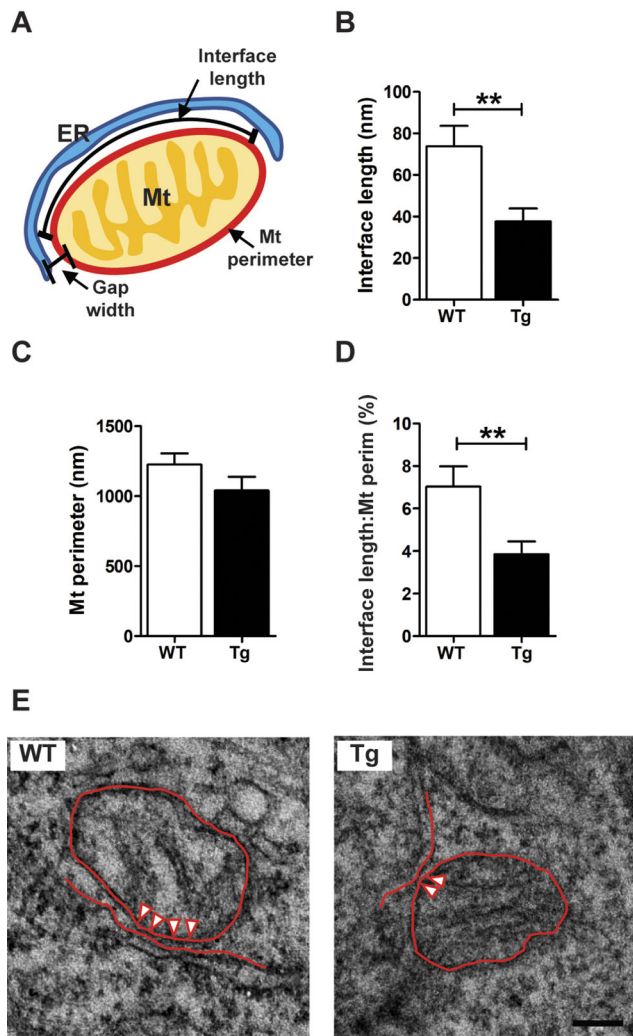 A
Interface
length
ER
Mt
Mt
perimeter
Gap
width
B
Interface length (nm)
100
80
60
40
20
0
**
WT
Tg
C
Mt perimeter (nm)
1500
1000
500
0
WT
Tg
D
Interface length:Mt perim (%)
10
8
6
4
2
0
**
WT
Tg
E
WT
Tg